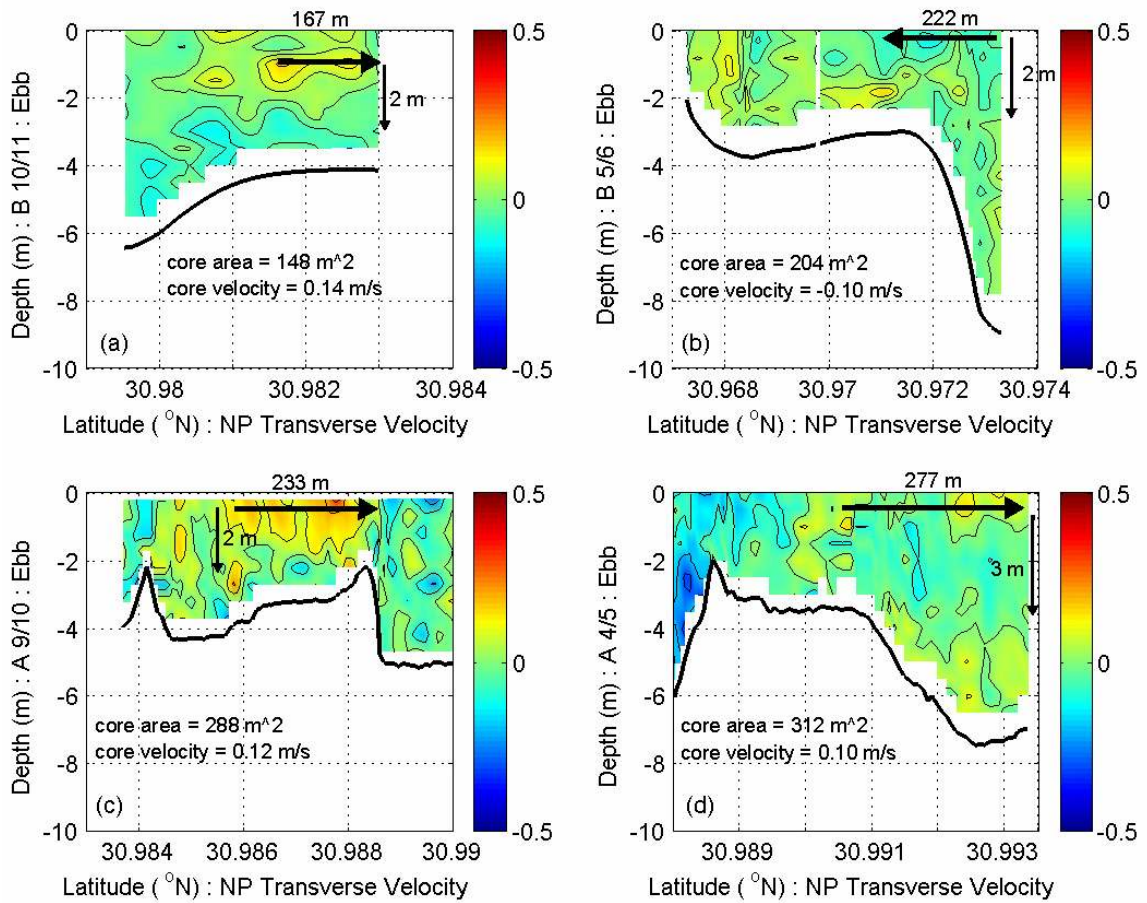 167 m
0
-2
-4
-6
-8
-10
Depth (m) : B 10/11 : Ebb
2 m
core area = 148 m^2
core velocity = 0.14 m/s
(a)
30.98 30.982 30.984
Latitude ( °N) : NP Transverse Velocity
0.5
0
-0.5
222 m
0
-2
-4
-6
-8
-10
Depth (m) : B 5/6 : Ebb
2 m
core area = 204 m^2
core velocity = -0.10 m/s
(b)
30.968 30.97 30.972 30.974
Latitude ( °N) : NP Transverse Velocity
0.5
0
-0.5
233 m
0
-2
-4
-6
-8
-10
Depth (m) : A 9/10 : Ebb
2 m
core area = 288 m^2
core velocity = 0.12 m/s
(c)
30.984 30.986 30.988 30.99
Latitude ( °N) : NP Transverse Velocity
0.5
0
-0.5
277 m
0
-2
-4
-6
-8
-10
Depth (m) : A 4/5 : Ebb
3 m
core area = 312 m^2
core velocity = 0.10 m/s
(d)
30.989 30.991 30.993
Latitude ( °N) : NP Transverse Velocity
0.5
0
-0.5